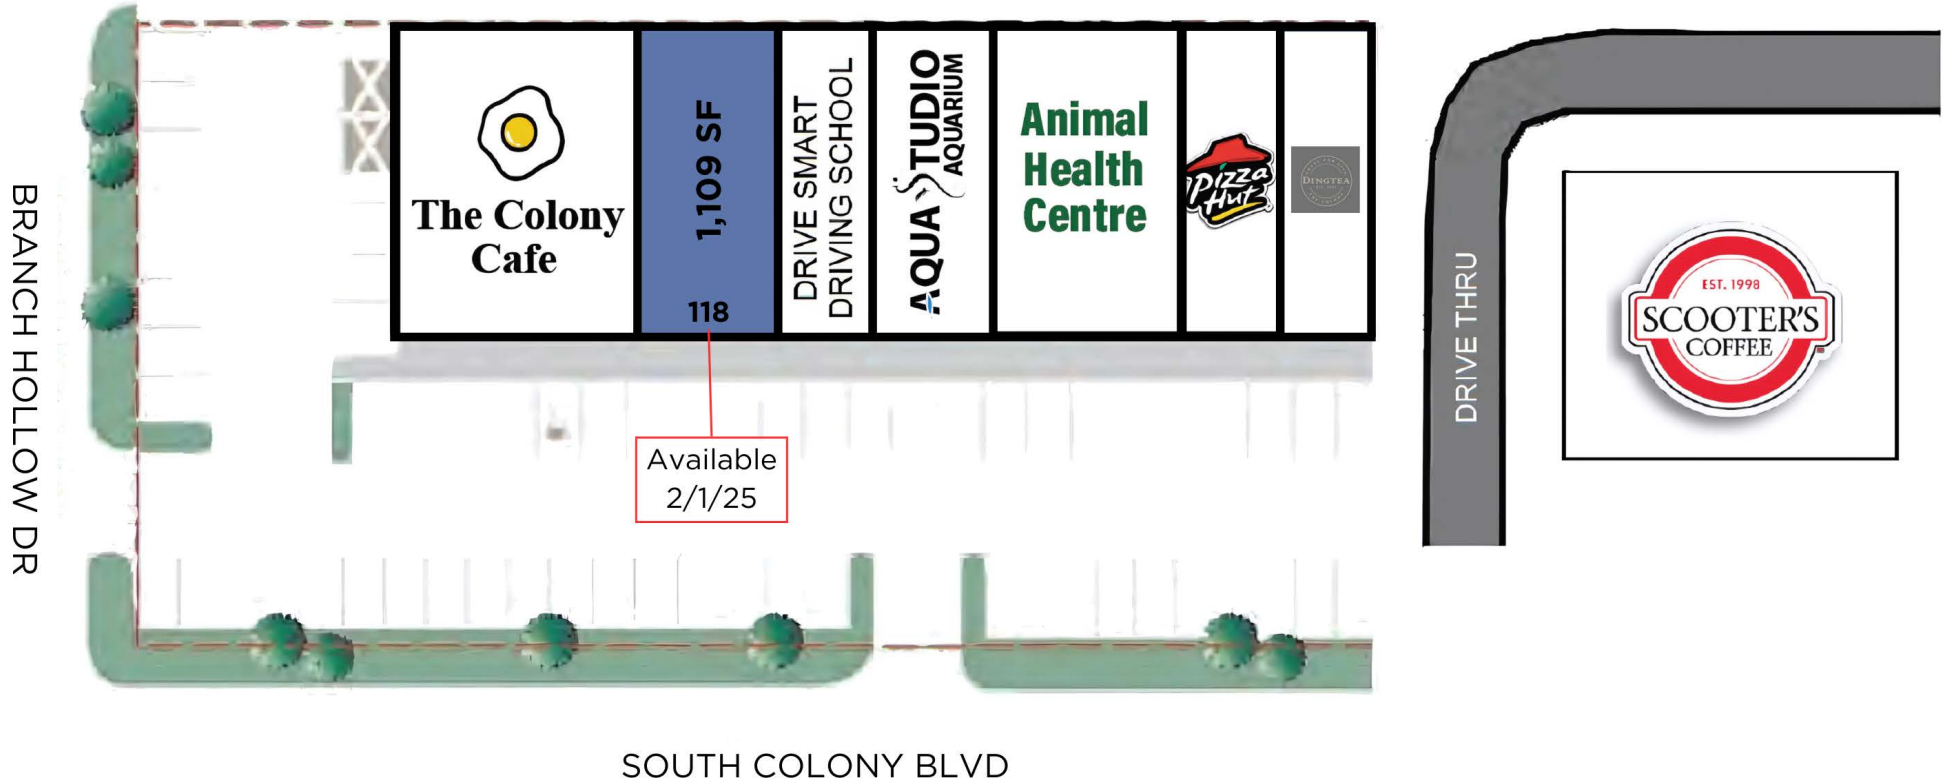 BRANCH HOLLOW DR
The Colony
Cafe
1,109 SF
118
DRIVE SMART
DRIVING SCHOOL
AQUA STUDIO
AQUARIUM
Animal
Health
Centre
Pizza
Hut
DINGTEA
DRIVE THRU
EST. 1998
SCOOTER'S
COFFEE
Available
2/1/25
SOUTH COLONY BLVD